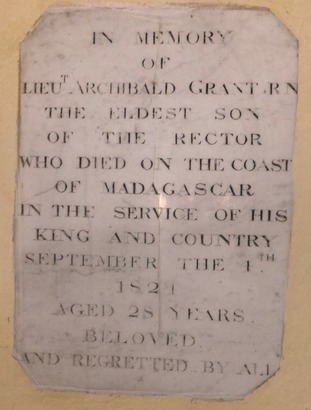 IN MEMORY
OF
LIEUT ARCHIBALD GRANT RN
THE ELDEST SON
OF THE RECTOR
WHO DIED ON THE COAST
OF MADAGASCAR
IN THE SERVICE OF HIS
KING AND COUNTRY
SEPTEMBER THE
AGED 28 YEARS
BELOVED
AND REGRETTED BY ALL